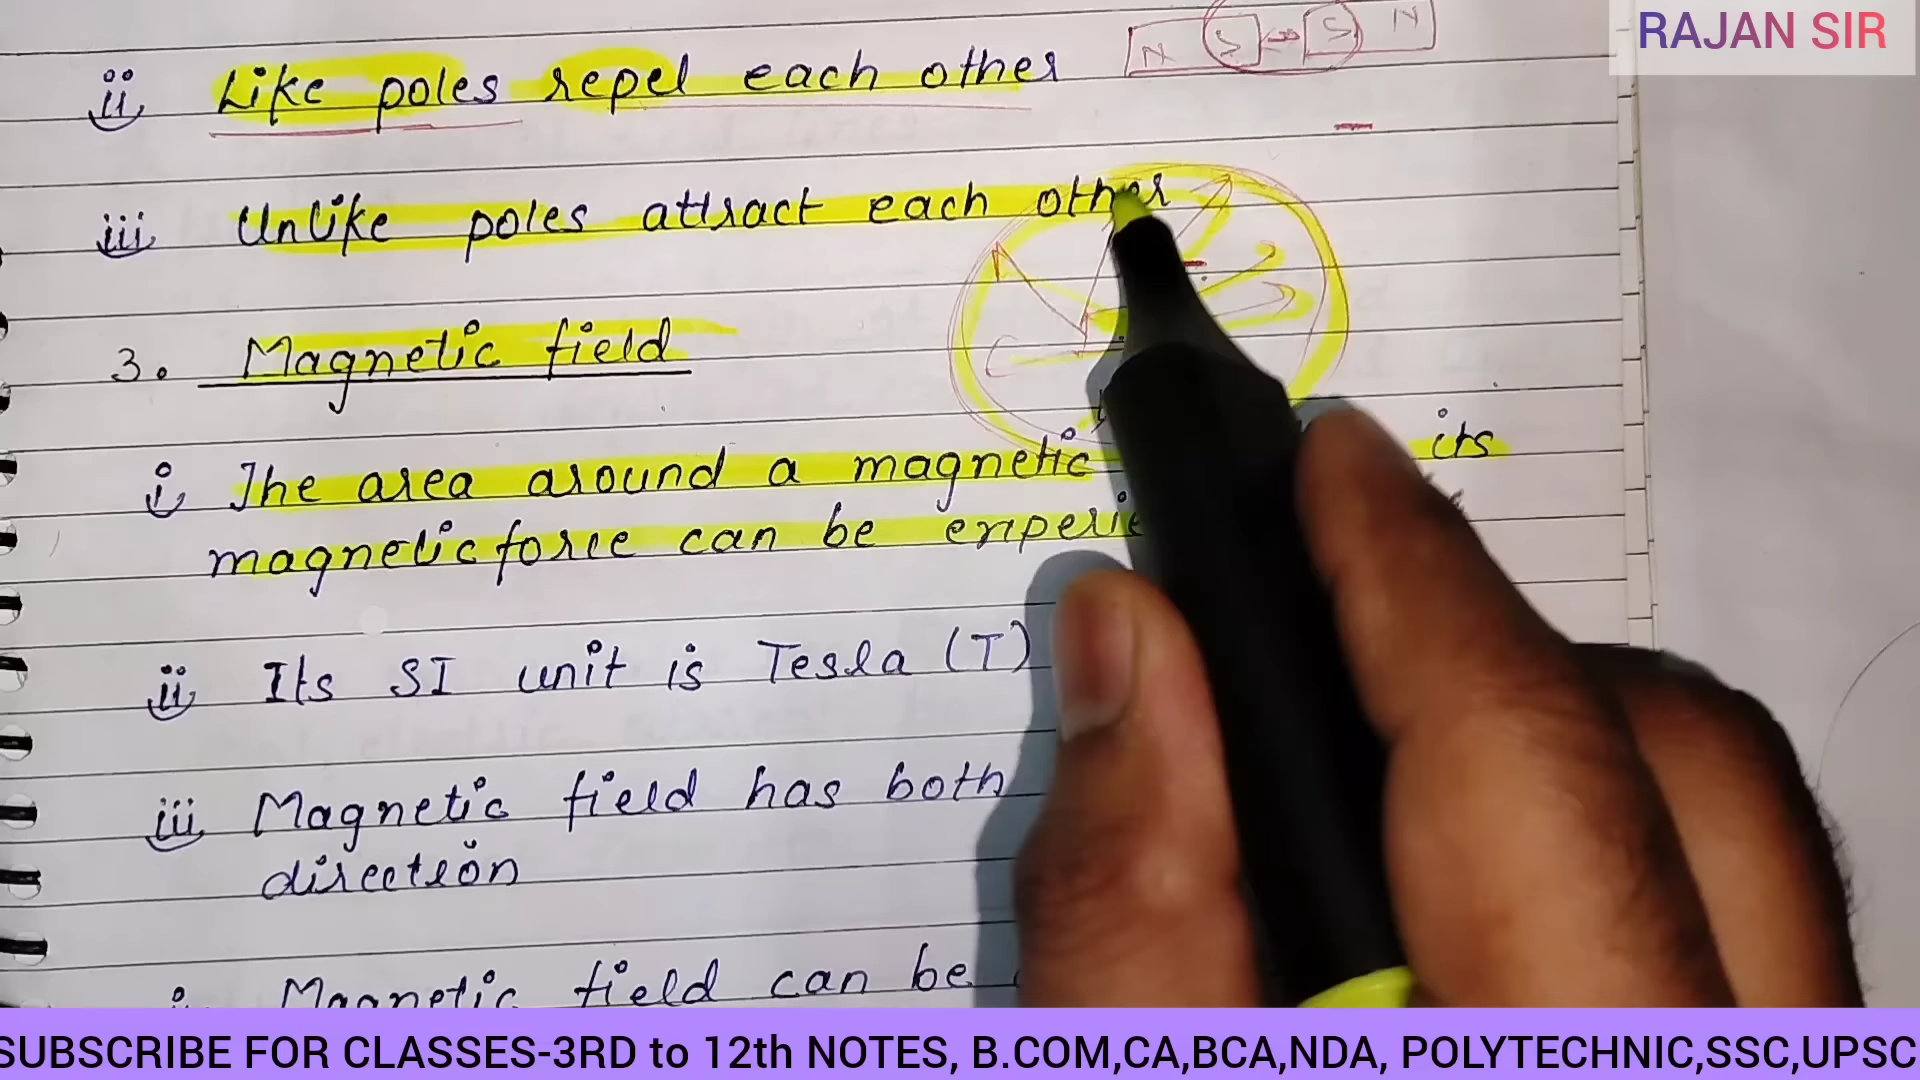 RAJAN SIR
N S S N
ii Like poles repel each other
iii Unlike poles attract each other
3. Magnetic field
i The area around a magnetic its
magnetic force can be
ii Its SI unit is Tesla (T)
iii Magnetic field has both
direction
Magnetic field can be
SUBSCRIBE FOR CLASSES-3RD to 12th NOTES, B.COM,CA,BCA,NDA, POLYTECHNIC,SSC,UPSC